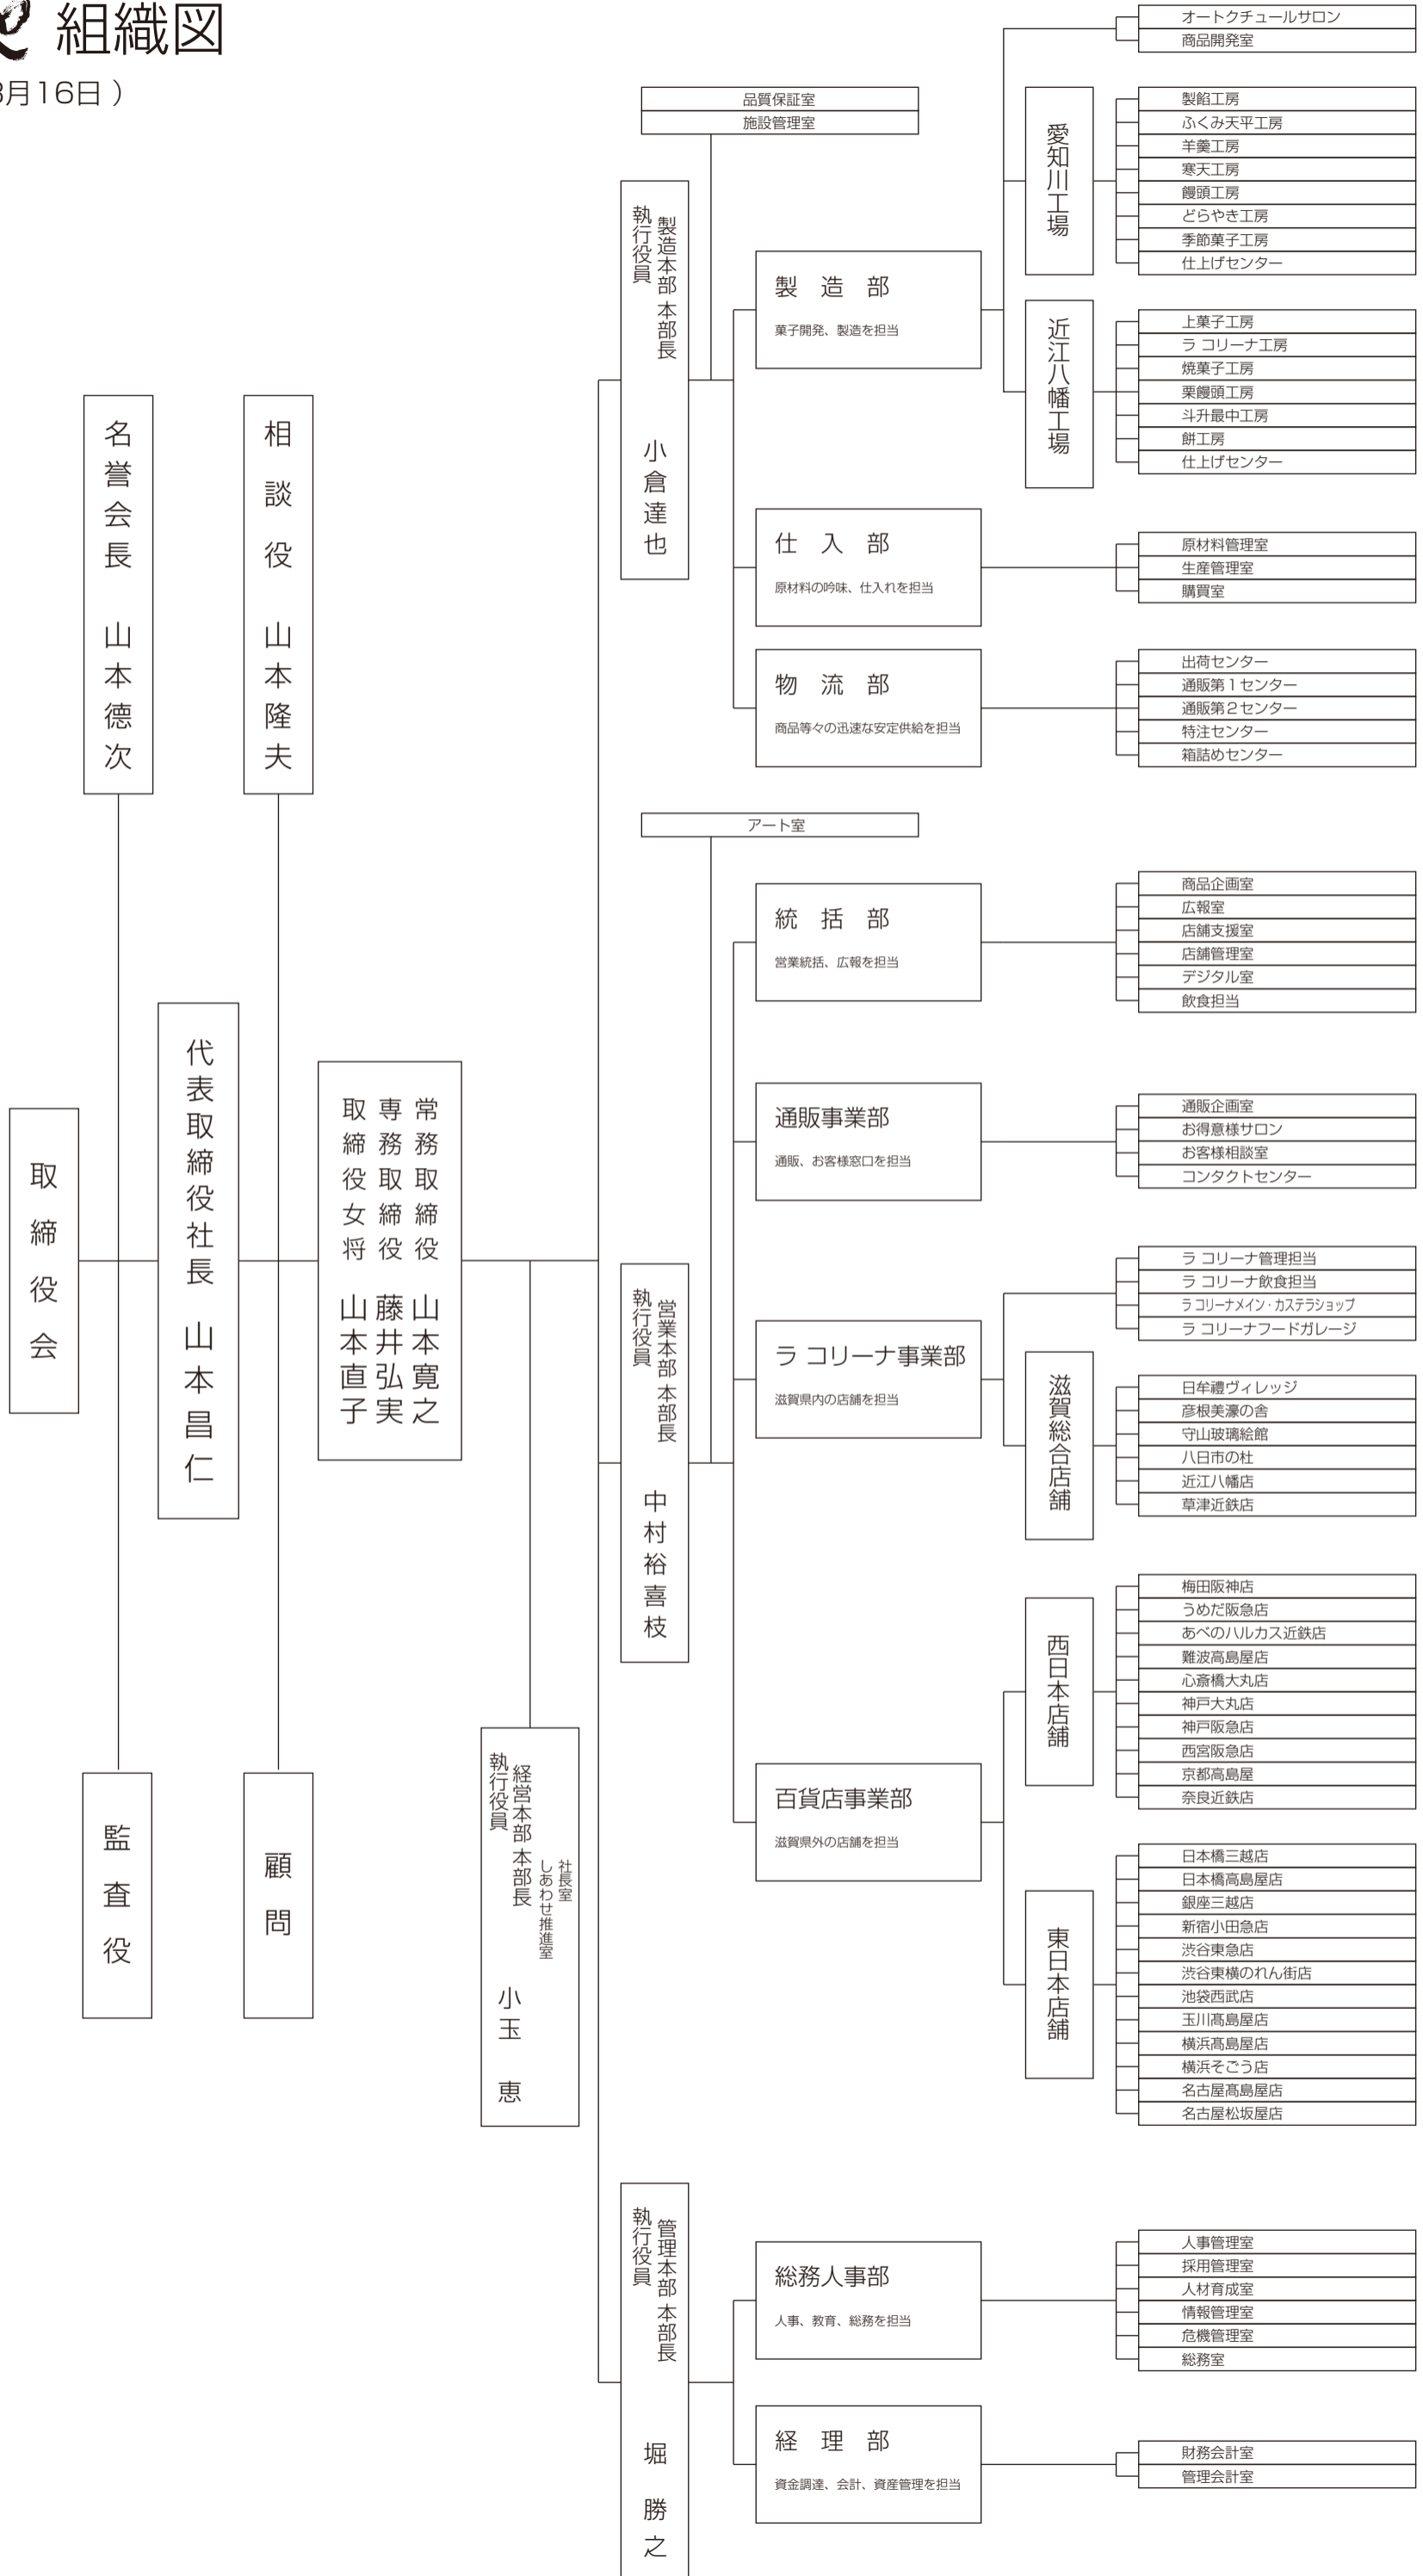 組織図
月16日 ）
取締役会
名誉会長 山本德次
監査役
代表取締役社長 山本昌仁
相談役 山本隆夫
顧問
常務取締役 山本寛之
専務取締役 藤井弘実
取締役女将 山本直子
社長室
しあわせ推進室
経営本部 本部長
執行役員
小玉 恵
品質保証室
施設管理室
製造本部 本部長
執行役員
小倉達也
製造部
菓子開発、製造を担当
オートクチュールサロン
商品開発室
愛知川工場
製餡工房
ふくみ天平工房
羊羹工房
寒天工房
饅頭工房
どらやき工房
季節菓子工房
仕上げセンター
近江八幡工場
上菓子工房
ラ コリーナ工房
焼菓子工房
栗饅頭工房
斗升最中工房
餅工房
仕上げセンター
仕入部
原材料の吟味、仕入れを担当
原材料管理室
生産管理室
購買室
物流部
商品等々の迅速な安定供給を担当
出荷センター
通販第1センター
通販第2センター
特注センター
箱詰めセンター
アート室
営業本部 本部長
執行役員
中村裕喜枝
統括部
営業統括、広報を担当
商品企画室
広報室
店舗支援室
店舗管理室
デジタル室
飲食担当
通販事業部
通販、お客様窓口を担当
通販企画室
お得意様サロン
お客様相談室
コンタクトセンター
ラ コリーナ事業部
滋賀県内の店舗を担当
ラ コリーナ管理担当
ラ コリーナ飲食担当
ラ コリーナメイン・カステラショップ
ラ コリーナフードガレージ
滋賀総合店舗
日牟禮ヴィレッジ
彦根美濠の舎
守山玻璃絵館
八日市の杜
近江八幡店
草津近鉄店
百貨店事業部
滋賀県外の店舗を担当
西日本店舗
梅田阪神店
うめだ阪急店
あべのハルカス近鉄店
難波高島屋店
心斎橋大丸店
神戸大丸店
神戸阪急店
西宮阪急店
京都高島屋
奈良近鉄店
東日本店舗
日本橋三越店
日本橋高島屋店
銀座三越店
新宿小田急店
渋谷東急店
渋谷東横のれん街店
池袋西武店
玉川髙島屋店
横浜髙島屋店
横浜そごう店
名古屋髙島屋店
名古屋松坂屋店
管理本部 本部長
執行役員
堀 勝之
総務人事部
人事、教育、総務を担当
人事管理室
採用管理室
人材育成室
情報管理室
危機管理室
総務室
経理部
資金調達、会計、資産管理を担当
財務会計室
管理会計室